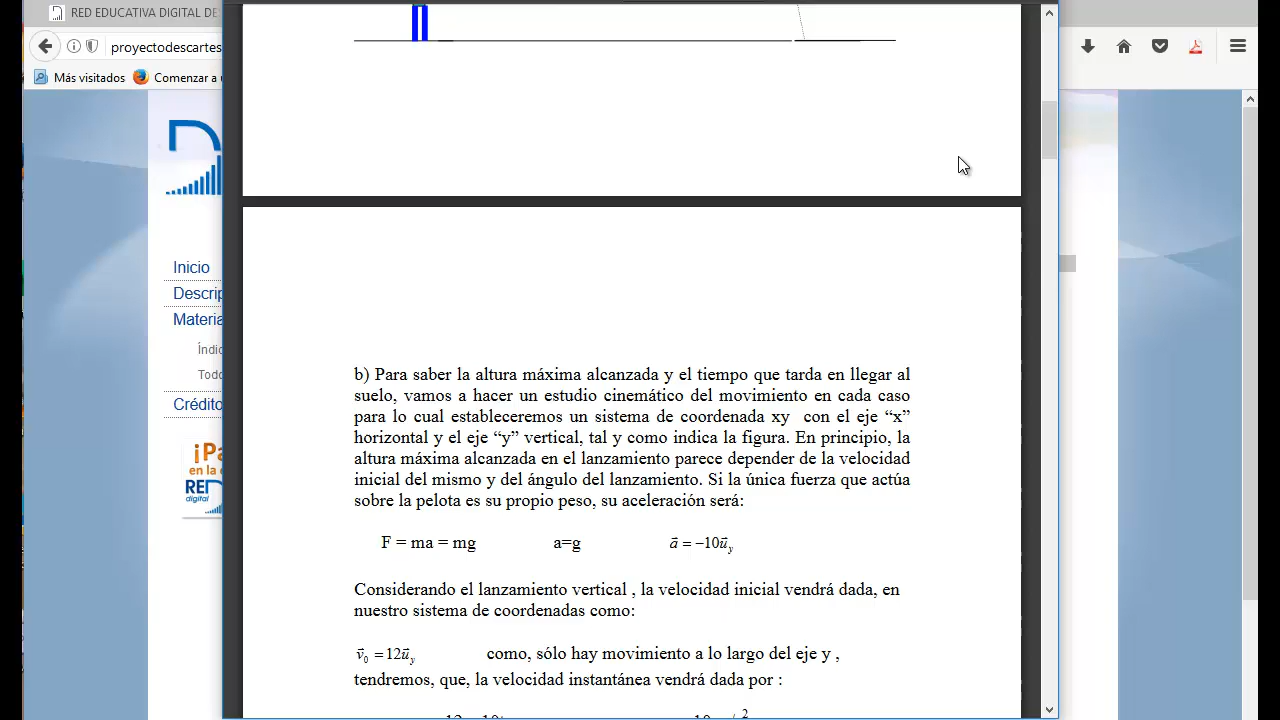 RED EDUCATIVA DIGITAL DE
proyectodescartes
Más visitados
Comenzar a u
Inicio
Descrip
Materia
Índic
Todo
Crédito
¡Pa
en la c
RED
digital
b) Para saber la altura máxima alcanzada y el tiempo que tarda en llegar al
suelo, vamos a hacer un estudio cinemático del movimiento en cada caso
para lo cual estableceremos un sistema de coordenada xy con el eje “x”
horizontal y el eje “y” vertical, tal y como indica la figura. En principio, la
altura máxima alcanzada en el lanzamiento parece depender de la velocidad
inicial del mismo y del ángulo del lanzamiento. Si la única fuerza que actúa
sobre la pelota es su propio peso, su aceleración será:
F = ma = mg a=g a⃗ = −10u⃗y
Considerando el lanzamiento vertical , la velocidad inicial vendrá dada, en
nuestro sistema de coordenadas como:
v⃗0 = 12u⃗y como, sólo hay movimiento a lo largo del eje y ,
tendremos, que, la velocidad instantánea vendrá dada por :